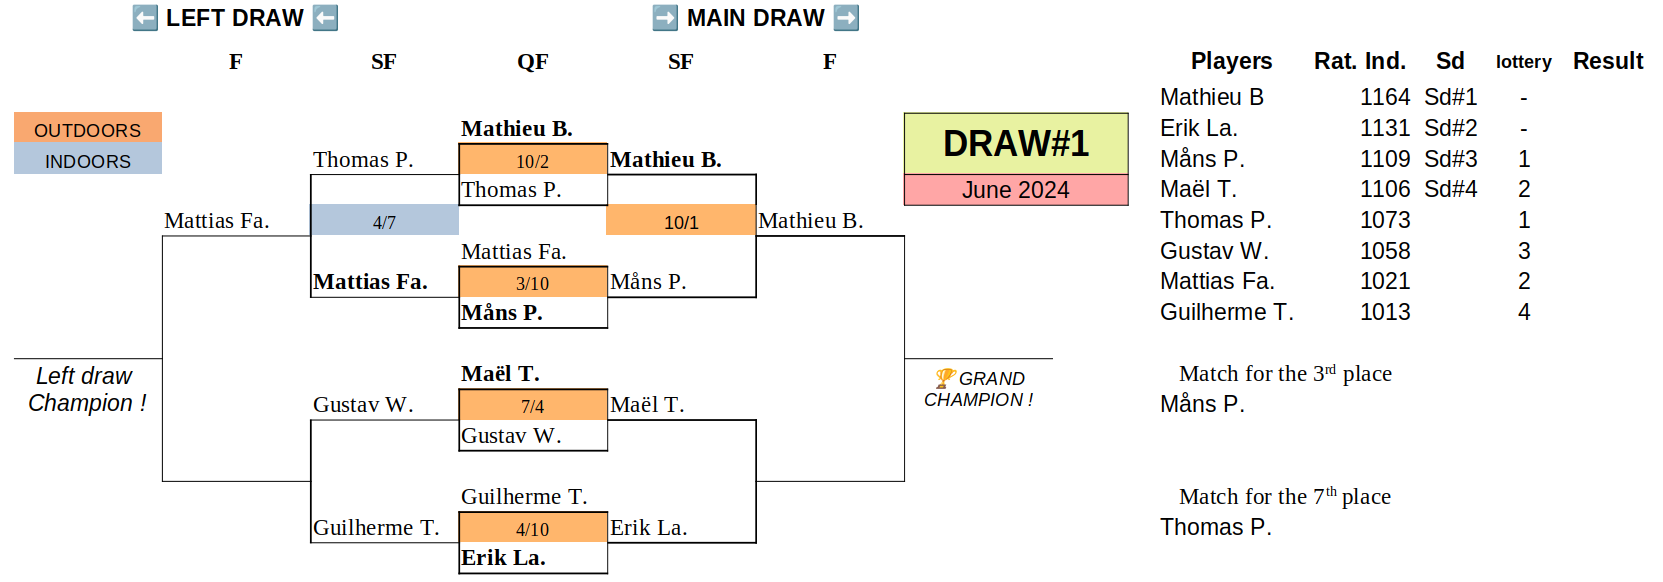 ⬅️ LEFT DRAW ⬅️ ➡️ MAIN DRAW ➡️
F SF QF SF F
Players Rat. Ind. Sd lottery Result
Mathieu B 1164 Sd#1 -
Erik La. 1131 Sd#2 -
Måns P. 1109 Sd#3 1
Maël T. 1106 Sd#4 2
Thomas P. 1073 1
Gustav W. 1058 3
Mattias Fa. 1021 2
Guilherme T. 1013 4
OUTDOORS
INDOORS
DRAW#1
June 2024
Mathieu B.
Thomas P. 10/2 Mathieu B.
Thomas P.
Mattias Fa. 4/7 10/1 Mathieu B.
Mattias Fa.
Mattias Fa. 3/10 Måns P.
Måns P.
Left draw
Champion !
🏆GRAND
CHAMPION !
Maël T.
Gustav W. 7/4 Maël T.
Gustav W.
Guilherme T.
Guilherme T. 4/10 Erik La.
Erik La.
Match for the 3rd place
Måns P.
Match for the 7th place
Thomas P.